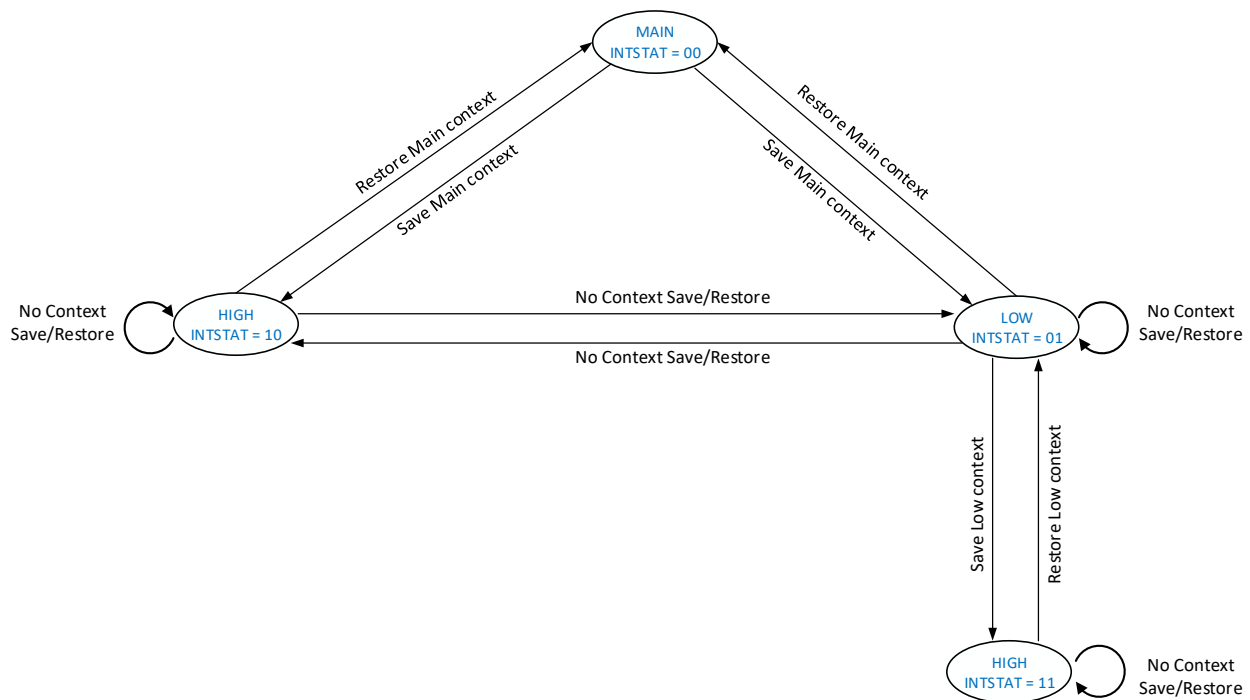 MAIN
INTSTAT = 00
Restore Main context
Save Main context
Save Main context
Restore Main context
No Context
Save/Restore
HIGH
INTSTAT = 10
No Context Save/Restore
No Context Save/Restore
LOW
INTSTAT = 01
No Context
Save/Restore
Save Low context
Restore Low context
HIGH
INTSTAT = 11
No Context
Save/Restore